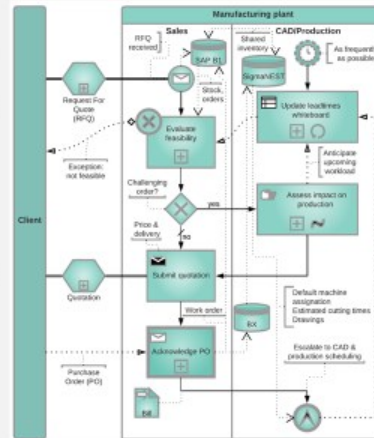 Manufacturing plant
Sales
CAD/Production
RFQ
received
SAP B1
Shared
inventory
SigmaNEST
As frequent
as possible
Stock,
orders
Request For
Quote
(RFQ)
Update leadtimes
whiteboard
Evaluate
feasibility
Exception:
not feasible
Anticipate
upcoming
workload
Challenging
order?
yes
Assess impact on
production
Client
Price &
delivery
no
Submit quotation
Quotation
Default machine
assignation
Estimated cutting times
Drawings
Work order
Acknowledge PO
Escalate to CAD &
production scheduling
Purchase
Order (PO)